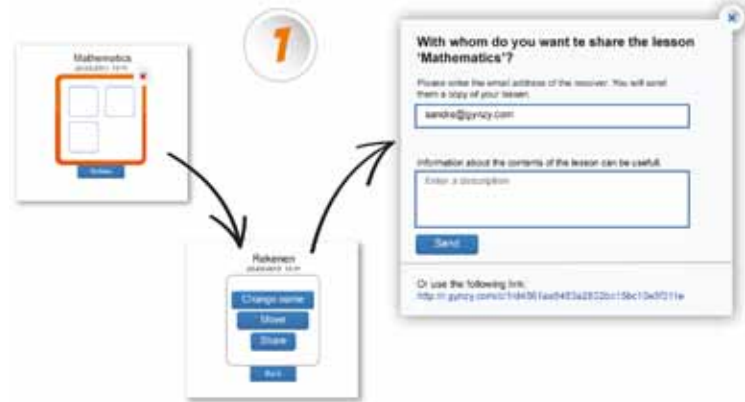 1
Mathematics
Rekenen
Change name
Move
Share
Back
With whom do you want te share the lesson
'Mathematics'?
Please enter the email address of the receiver. You will send
them a copy of your lesson.
sandra@gynzy.com
Information about the contents of the lesson can be usefull.
Enter a description
Send
Or use the following link: